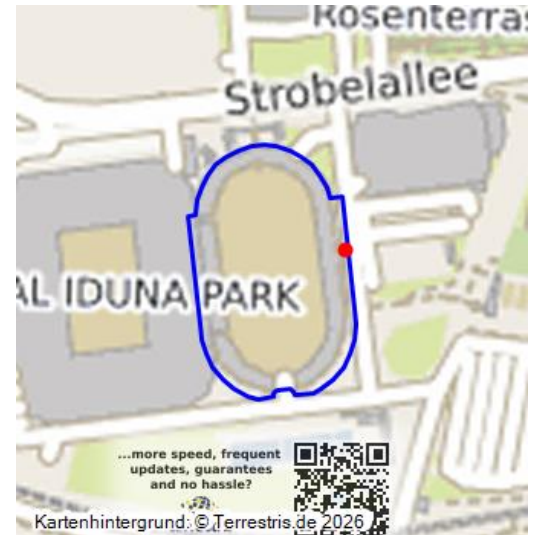 Rosenterras
Strobelallee
AL IDUNA PARK
...more speed, frequent
updates, guarantees
and no hassle?
Kartenhintergrund: © Terrestris.de 2026